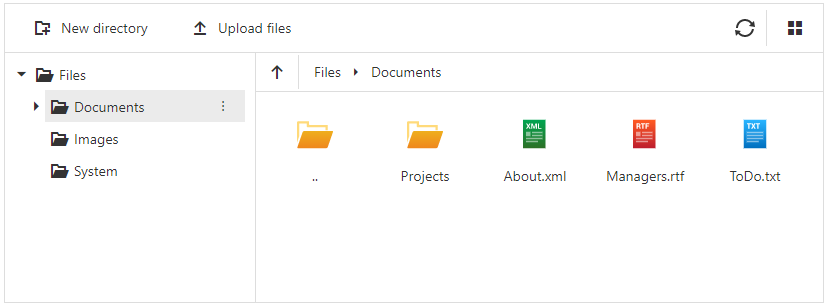 New directory
Upload files
Files
Documents
Images
System
Files
Documents
..
Projects
XML
About.xml
RTF
Managers.rtf
TXT
ToDo.txt